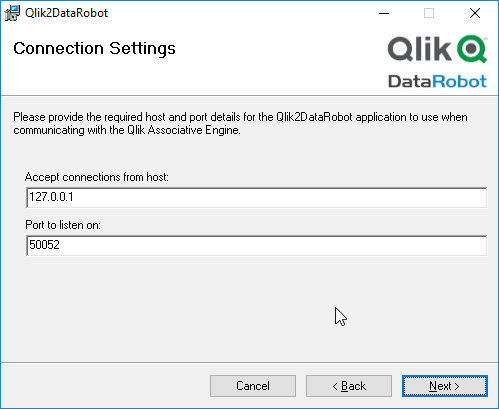 Qlik2DataRobot
Connection Settings
Qlik
DataRobot
Please provide the required host and port details for the Qlik2DataRobot application to use when
communicating with the Qlik Associative Engine.
Accept connections from host:
127.0.0.1
Port to listen on:
50052
Cancel
< Back
Next >